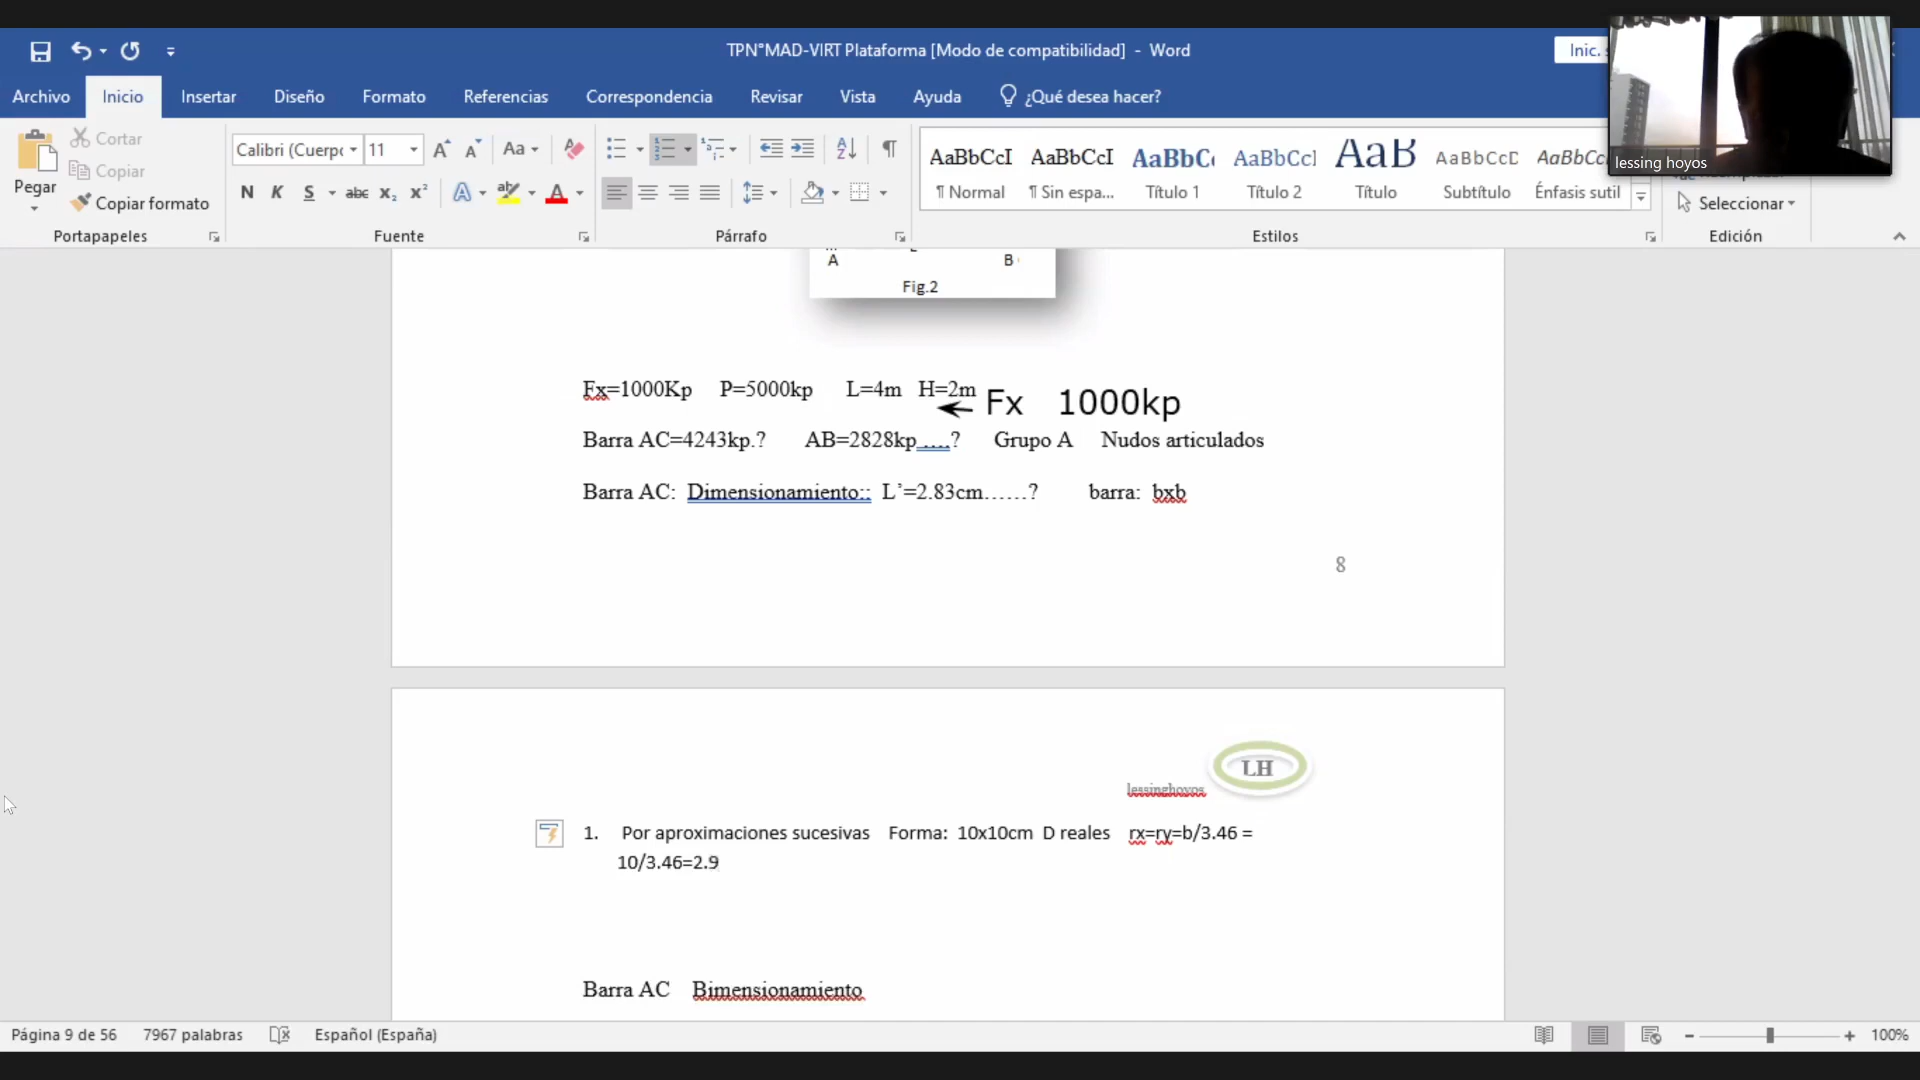 TPN°MAD-VIRT Plataforma [Modo de compatibilidad] - Word
Inic.
Archivo Inicio Insertar Diseño Formato Referencias Correspondencia Revisar Vista Ayuda ¿Qué desea hacer?
lessing hoyos
Pegar
Cortar
Copiar
Copiar formato
Portapapeles
Calibri (Cuerpo 11
Aa
N K S abc x₂ x²
Fuente
Párrafo
AaBbCcI AaBbCcI AaBbC AaBbCcI AaB AaBbCcD AaBbCc
¶ Normal ¶ Sin espa... Título 1 Título 2 Título Subtítulo Énfasis sutil
Estilos
Seleccionar
Edición
A B
Fig.2
Fx=1000Kp P=5000kp L=4m H=2m
Fx 1000kp
Barra AC=4243kp.? AB=2828kp ....? Grupo A Nudos articulados
Barra AC: Dimensionamiento:: L’=2.83cm……? barra: bxb
8
LH
lessinghoyos
1. Por aproximaciones sucesivas Forma: 10x10cm D reales rx=ry=b/3.46 =
10/3.46=2.9
Barra AC Bimensionamiento
Página 9 de 56 7967 palabras Español (España) 100%